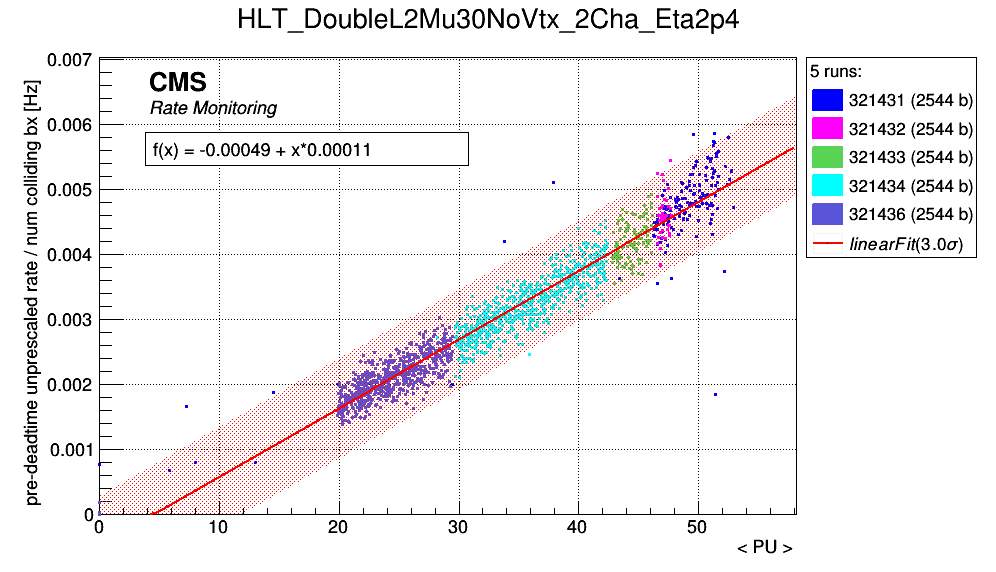 HLT_DoubleL2Mu30NoVtx_2Cha_Eta2p4
pre-deadtime unprescaled rate / num colliding bx [Hz]
0.007
0.006
0.005
0.004
0.003
0.002
0.001
0
CMS
Rate Monitoring
f(x) = -0.00049 + x*0.00011
0 10 20 30 40 50
< PU >
5 runs:
321431 (2544 b)
321432 (2544 b)
321433 (2544 b)
321434 (2544 b)
321436 (2544 b)
linearFit(3.0σ)